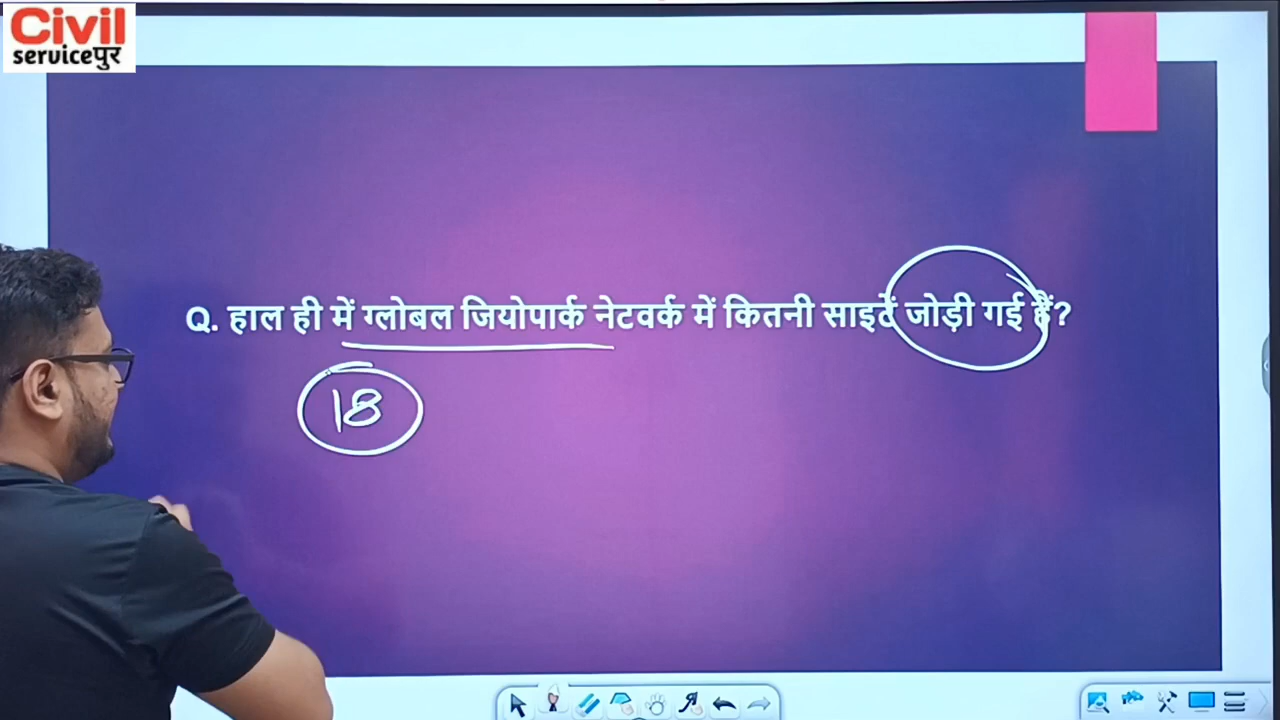 Civil
serviceपुर
Q. हाल ही में ग्लोबल जियोपार्क नेटवर्क में कितनी साइटें जोड़ी गई हैं?
18